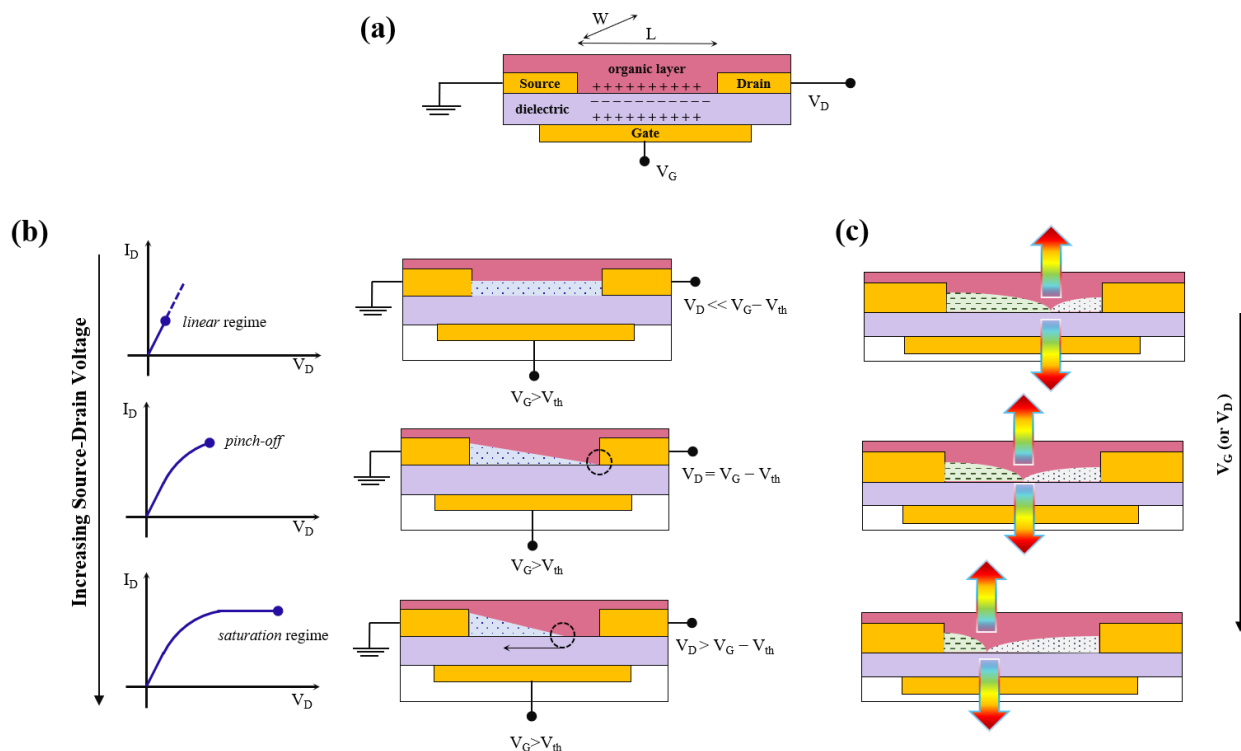 (a)
W
L
organic layer
Source
Drain
+ + + + + + + + + +
V_D
dielectric
− − − − − − − − − − −
+ + + + + + + + + +
Gate
V_G
(b)
Increasing Source-Drain Voltage
I_D
linear regime
V_D
V_D << V_G − V_th
V_G>V_th
I_D
pinch-off
V_D
V_D = V_G − V_th
V_G>V_th
I_D
saturation regime
V_D
V_D > V_G − V_th
V_G>V_th
(c)
V_G (or V_D)